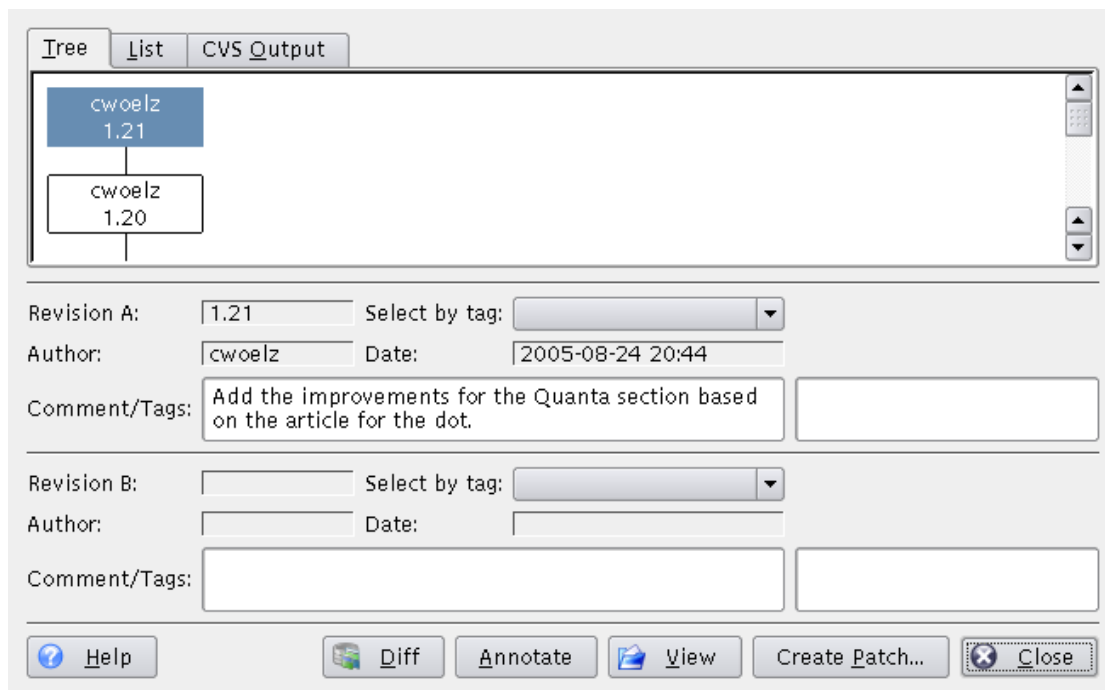 Tree List CVS Output
cwoelz
1.21
cwoelz
1.20
Revision A: 1.21 Select by tag:
Author: cwoelz Date: 2005-08-24 20:44
Comment/Tags: Add the improvements for the Quanta section based
on the article for the dot.
Revision B: Select by tag:
Author: Date:
Comment/Tags:
Help Diff Annotate View Create Patch... Close